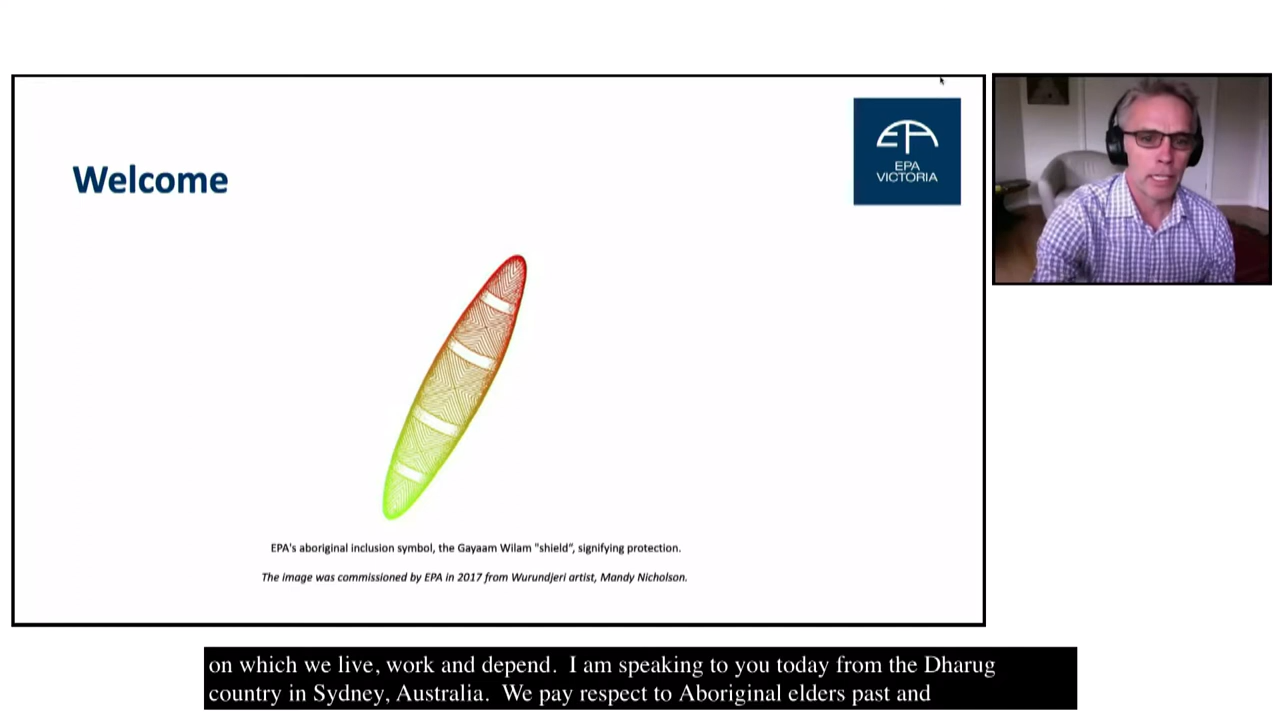 Welcome
EPA
VICTORIA
EPA's aboriginal inclusion symbol, the Gayaam Wilam "shield“, signifying protection.
The image was commissioned by EPA in 2017 from Wurundjeri artist, Mandy Nicholson.
on which we live, work and depend.  I am speaking to you today from the Dharug
country in Sydney, Australia.  We pay respect to Aboriginal elders past and